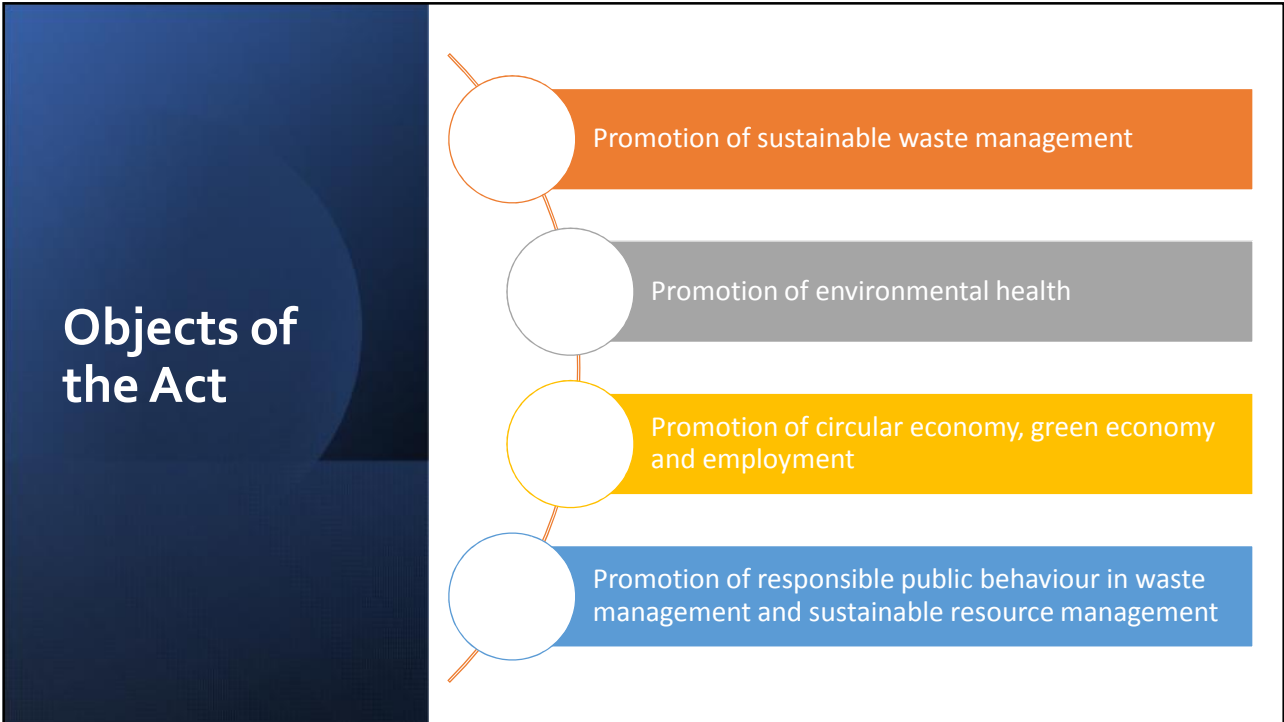 Objects of
the Act
Promotion of sustainable waste management
Promotion of environmental health
Promotion of circular economy, green economy
and employment
Promotion of responsible public behaviour in waste
management and sustainable resource management